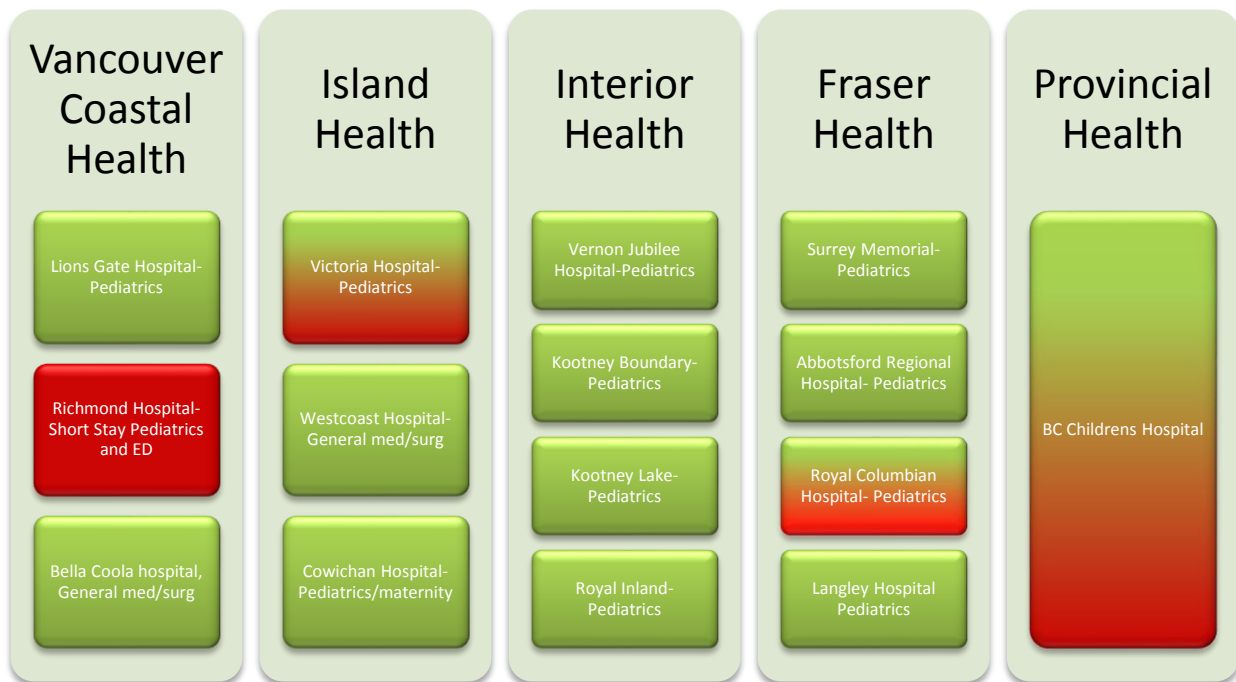 Vancouver
Coastal
Health
Lions Gate Hospital-
Pediatrics
Richmond Hospital-
Short Stay Pediatrics
and ED
Bella Coola hospital,
General med/surg
Island
Health
Victoria Hospital-
Pediatrics
Westcoast Hospital-
General med/surg
Cowichan Hospital-
Pediatrics/maternity
Interior
Health
Vernon Jubilee
Hospital-Pediatrics
Kootney Boundary-
Pediatrics
Kootney Lake-
Pediatrics
Royal Inland-
Pediatrics
Fraser
Health
Surrey Memorial-
Pediatrics
Abbotsford Regional
Hospital- Pediatrics
Royal Columbian
Hospital- Pediatrics
Langley Hospital
Pediatrics
Provincial
Health
BC Childrens Hospital